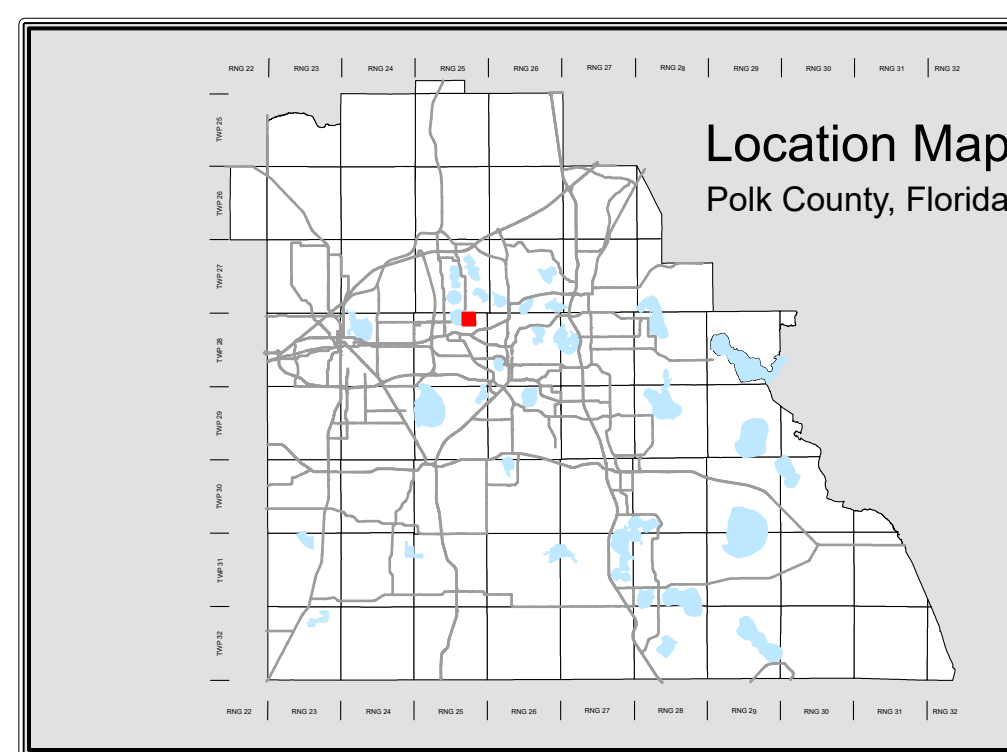 RNG 22 RNG 23 RNG 24 RNG 25 RNG 26 RNG 27 RNG 28 RNG 29 RNG 30 RNG 31 RNG 32
Location Map
Polk County, Florida
TWP 25
TWP 26
TWP 27
TWP 28
TWP 29
TWP 30
TWP 31
TWP 32
RNG 22 RNG 23 RNG 24 RNG 25 RNG 26 RNG 27 RNG 28 RNG 29 RNG 30 RNG 31 RNG 32